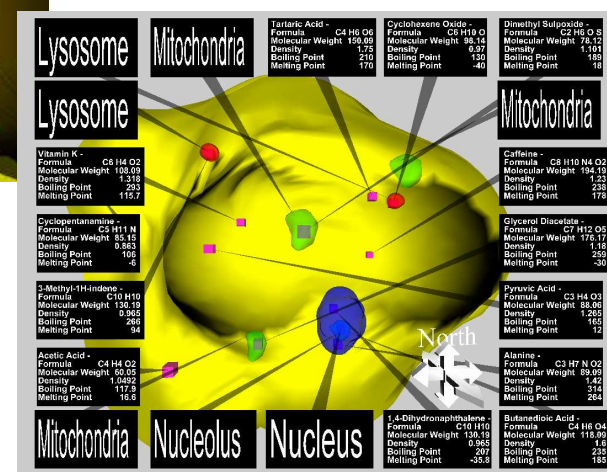 Lysosome
Mitochondria
Tartaric Acid -
Formula C4 H6 O6
Molecular Weight 150.09
Density 1.75
Boiling Point 210
Melting Point 170
Cyclohexene Oxide -
Formula C6 H10 O
Molecular Weight 98.14
Density 0.97
Boiling Point 130
Melting Point -40
Dimethyl Sulpoxide -
Formula C2 H6 O S
Molecular Weight 78.12
Density 1.101
Boiling Point 189
Melting Point 18
Lysosome
Mitochondria
Vitamin K -
Formula C6 H4 O2
Molecular Weight 108.09
Density 1.318
Boiling Point 293
Melting Point 115.7
Caffeine -
Formula C8 H10 N4 O2
Molecular Weight 194.19
Density 1.23
Boiling Point 238
Melting Point 178
Cyclopentanamine -
Formula C5 H11 N
Molecular Weight 85.15
Density 0.863
Boiling Point 106
Melting Point -6
Glycerol Diacetate -
Formula C7 H12 O5
Molecular Weight 176.17
Density 1.18
Boiling Point 259
Melting Point -30
3-Methyl-1H-indene -
Formula C10 H10
Molecular Weight 130.19
Density 0.965
Boiling Point 266
Melting Point 94
Pyruvic Acid -
Formula C3 H4 O3
Molecular Weight 88.06
Density 1.265
Boiling Point 165
Melting Point 12
North
Acetic Acid -
Formula C4 H4 O2
Molecular Weight 60.05
Density 1.0492
Boiling Point 117.9
Melting Point 16.6
Alanine -
Formula C3 H7 N O2
Molecular Weight 89.09
Density 1.42
Boiling Point 314
Melting Point 264
Mitochondria
Nucleolus
Nucleus
1,4-Dihydronaphthalene -
Formula C10 H10
Molecular Weight 130.19
Density 0.965
Boiling Point 207
Melting Point -35.8
Butanedioic Acid -
Formula C4 H6 O4
Molecular Weight 118.09
Density 1.6
Boiling Point 235
Melting Point 185